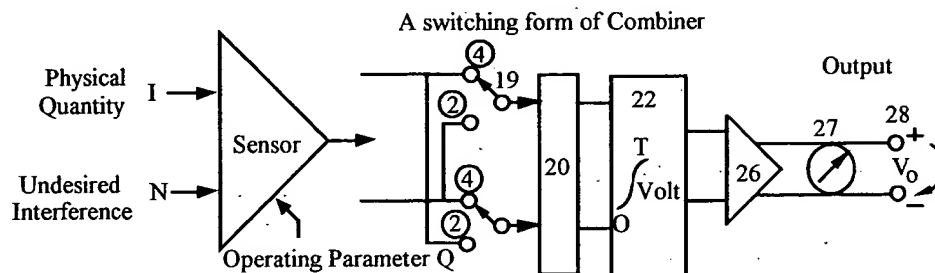 A switching form of Combiner
4
19
Physical
Quantity I
2
Output
22
27
28
+
Sensor
T
Volt
O
20
26
Vo
−
Undesired
Interference N
4
2
Operating Parameter Q